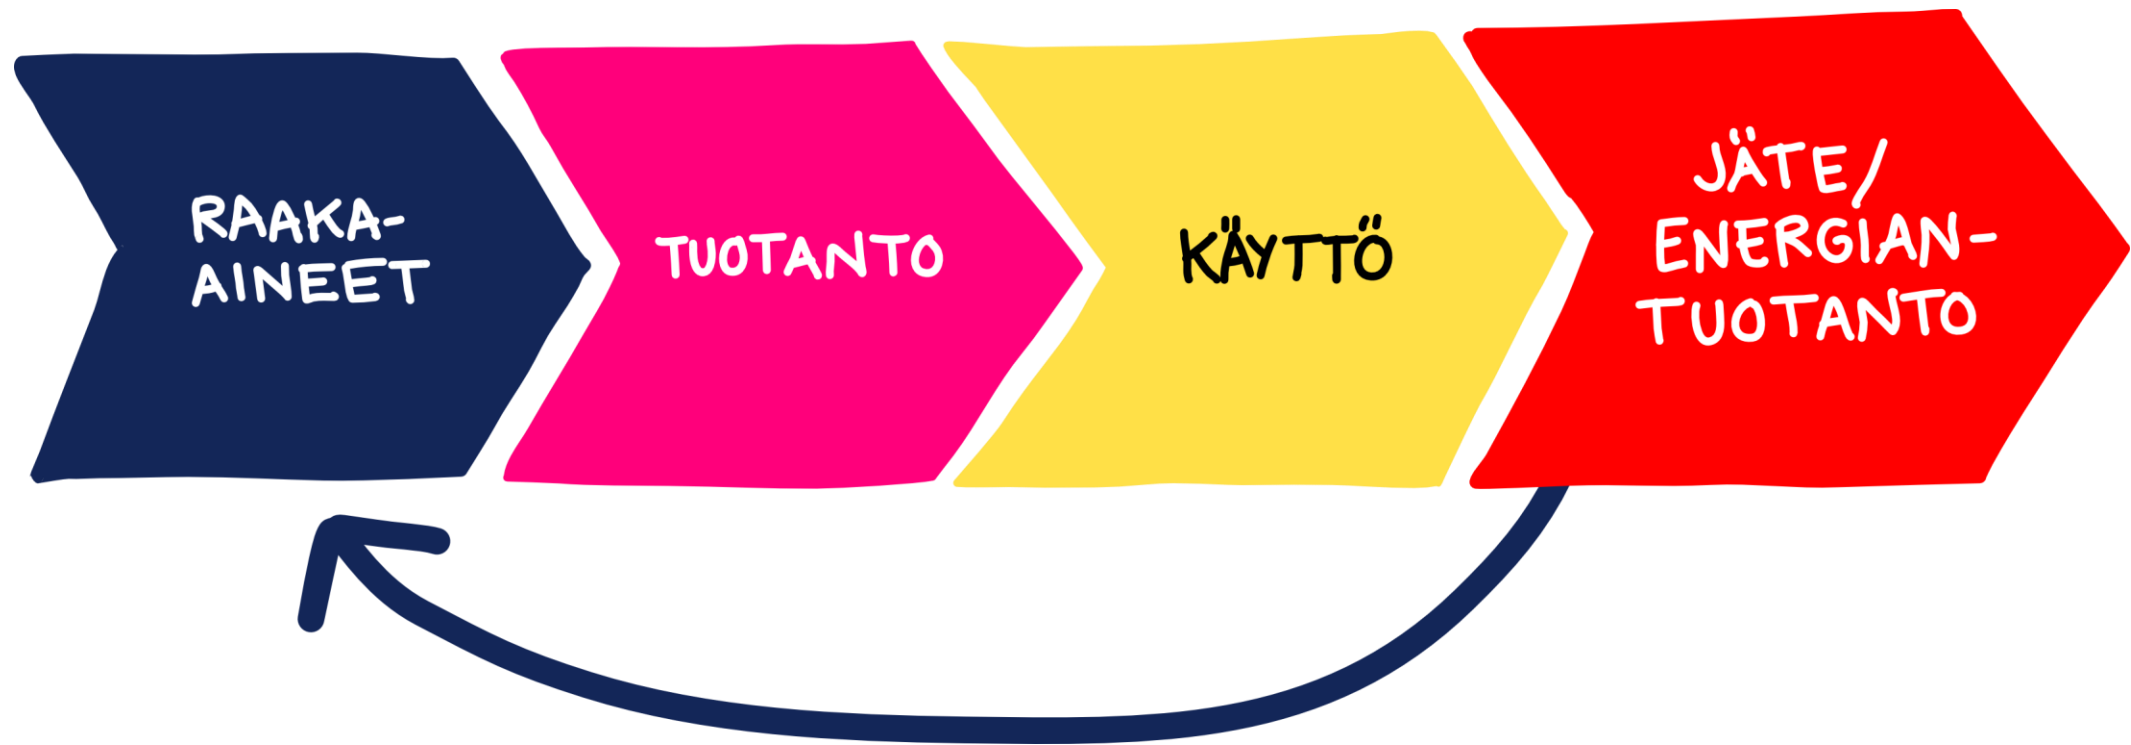 RAAKA-
AINEET
TUOTANTO
KÄYTTÖ
JÄTE/
ENERGIAN-
TUOTANTO